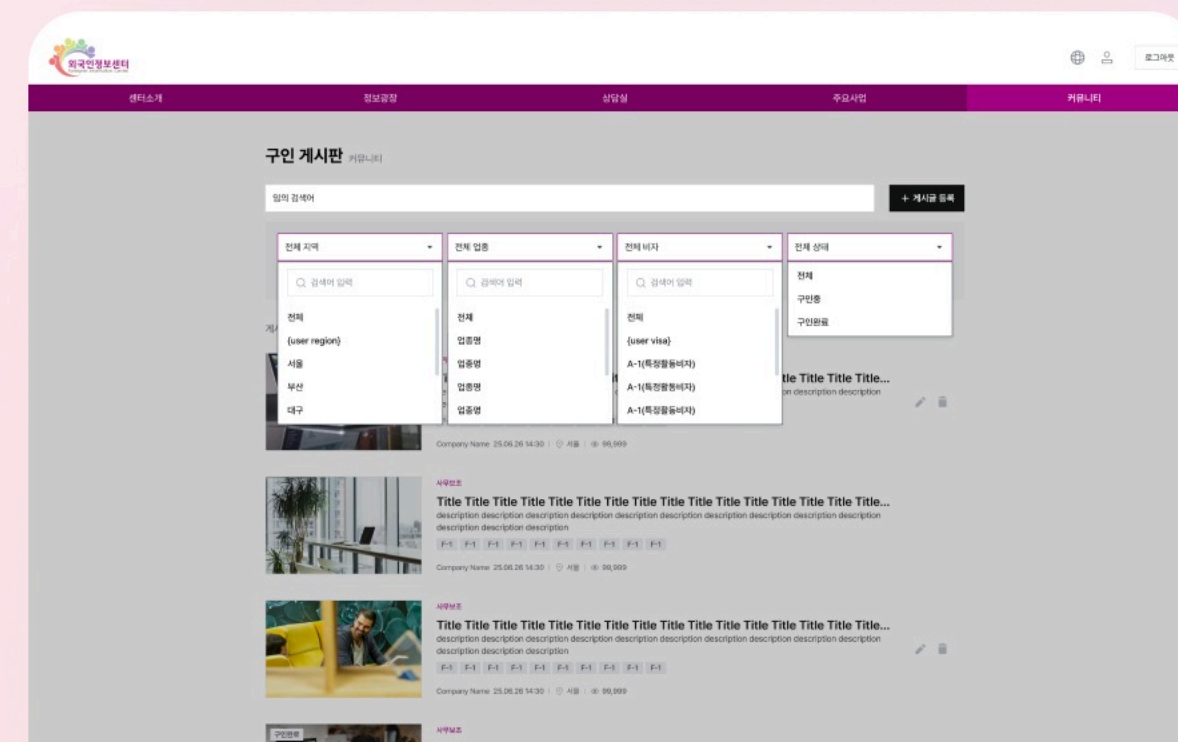 외국인정보센터
로그아웃
센터소개 정보광장 상담실 주요사업 커뮤니티
구인 게시판 커뮤니티
임의 검색어
+ 게시글 등록
전체 지역 전체 업종 전체 비자 전체 상태
검색어 입력 검색어 입력 검색어 입력 전체
전체 전체 전체 구인중
{user region} 업종명 {user visa} 구인완료
서울 업종명 A-1(특정활동비자)
부산 업종명 A-1(특정활동비자)
대구 업종명 A-1(특정활동비자)
tle Title Title Title...
on description description
Company Name 25.06.26 14:30 서울 99,999
사무보조
Title Title Title Title Title Title Title Title Title Title Title Title Title Title Title Title...
description description description description description description description description description description
description description description
F-1 F-1 F-1 F-1 F-1 F-1 F-1 F-1 F-1 F-1
Company Name 25.06.26 14:30 서울 99,999
사무보조
Title Title Title Title Title Title Title Title Title Title Title Title Title Title Title Title...
description description description description description description description description description description
description description description
F-1 F-1 F-1 F-1 F-1 F-1 F-1 F-1 F-1 F-1
Company Name 25.06.26 14:30 서울 99,999
구인완료
사무보조